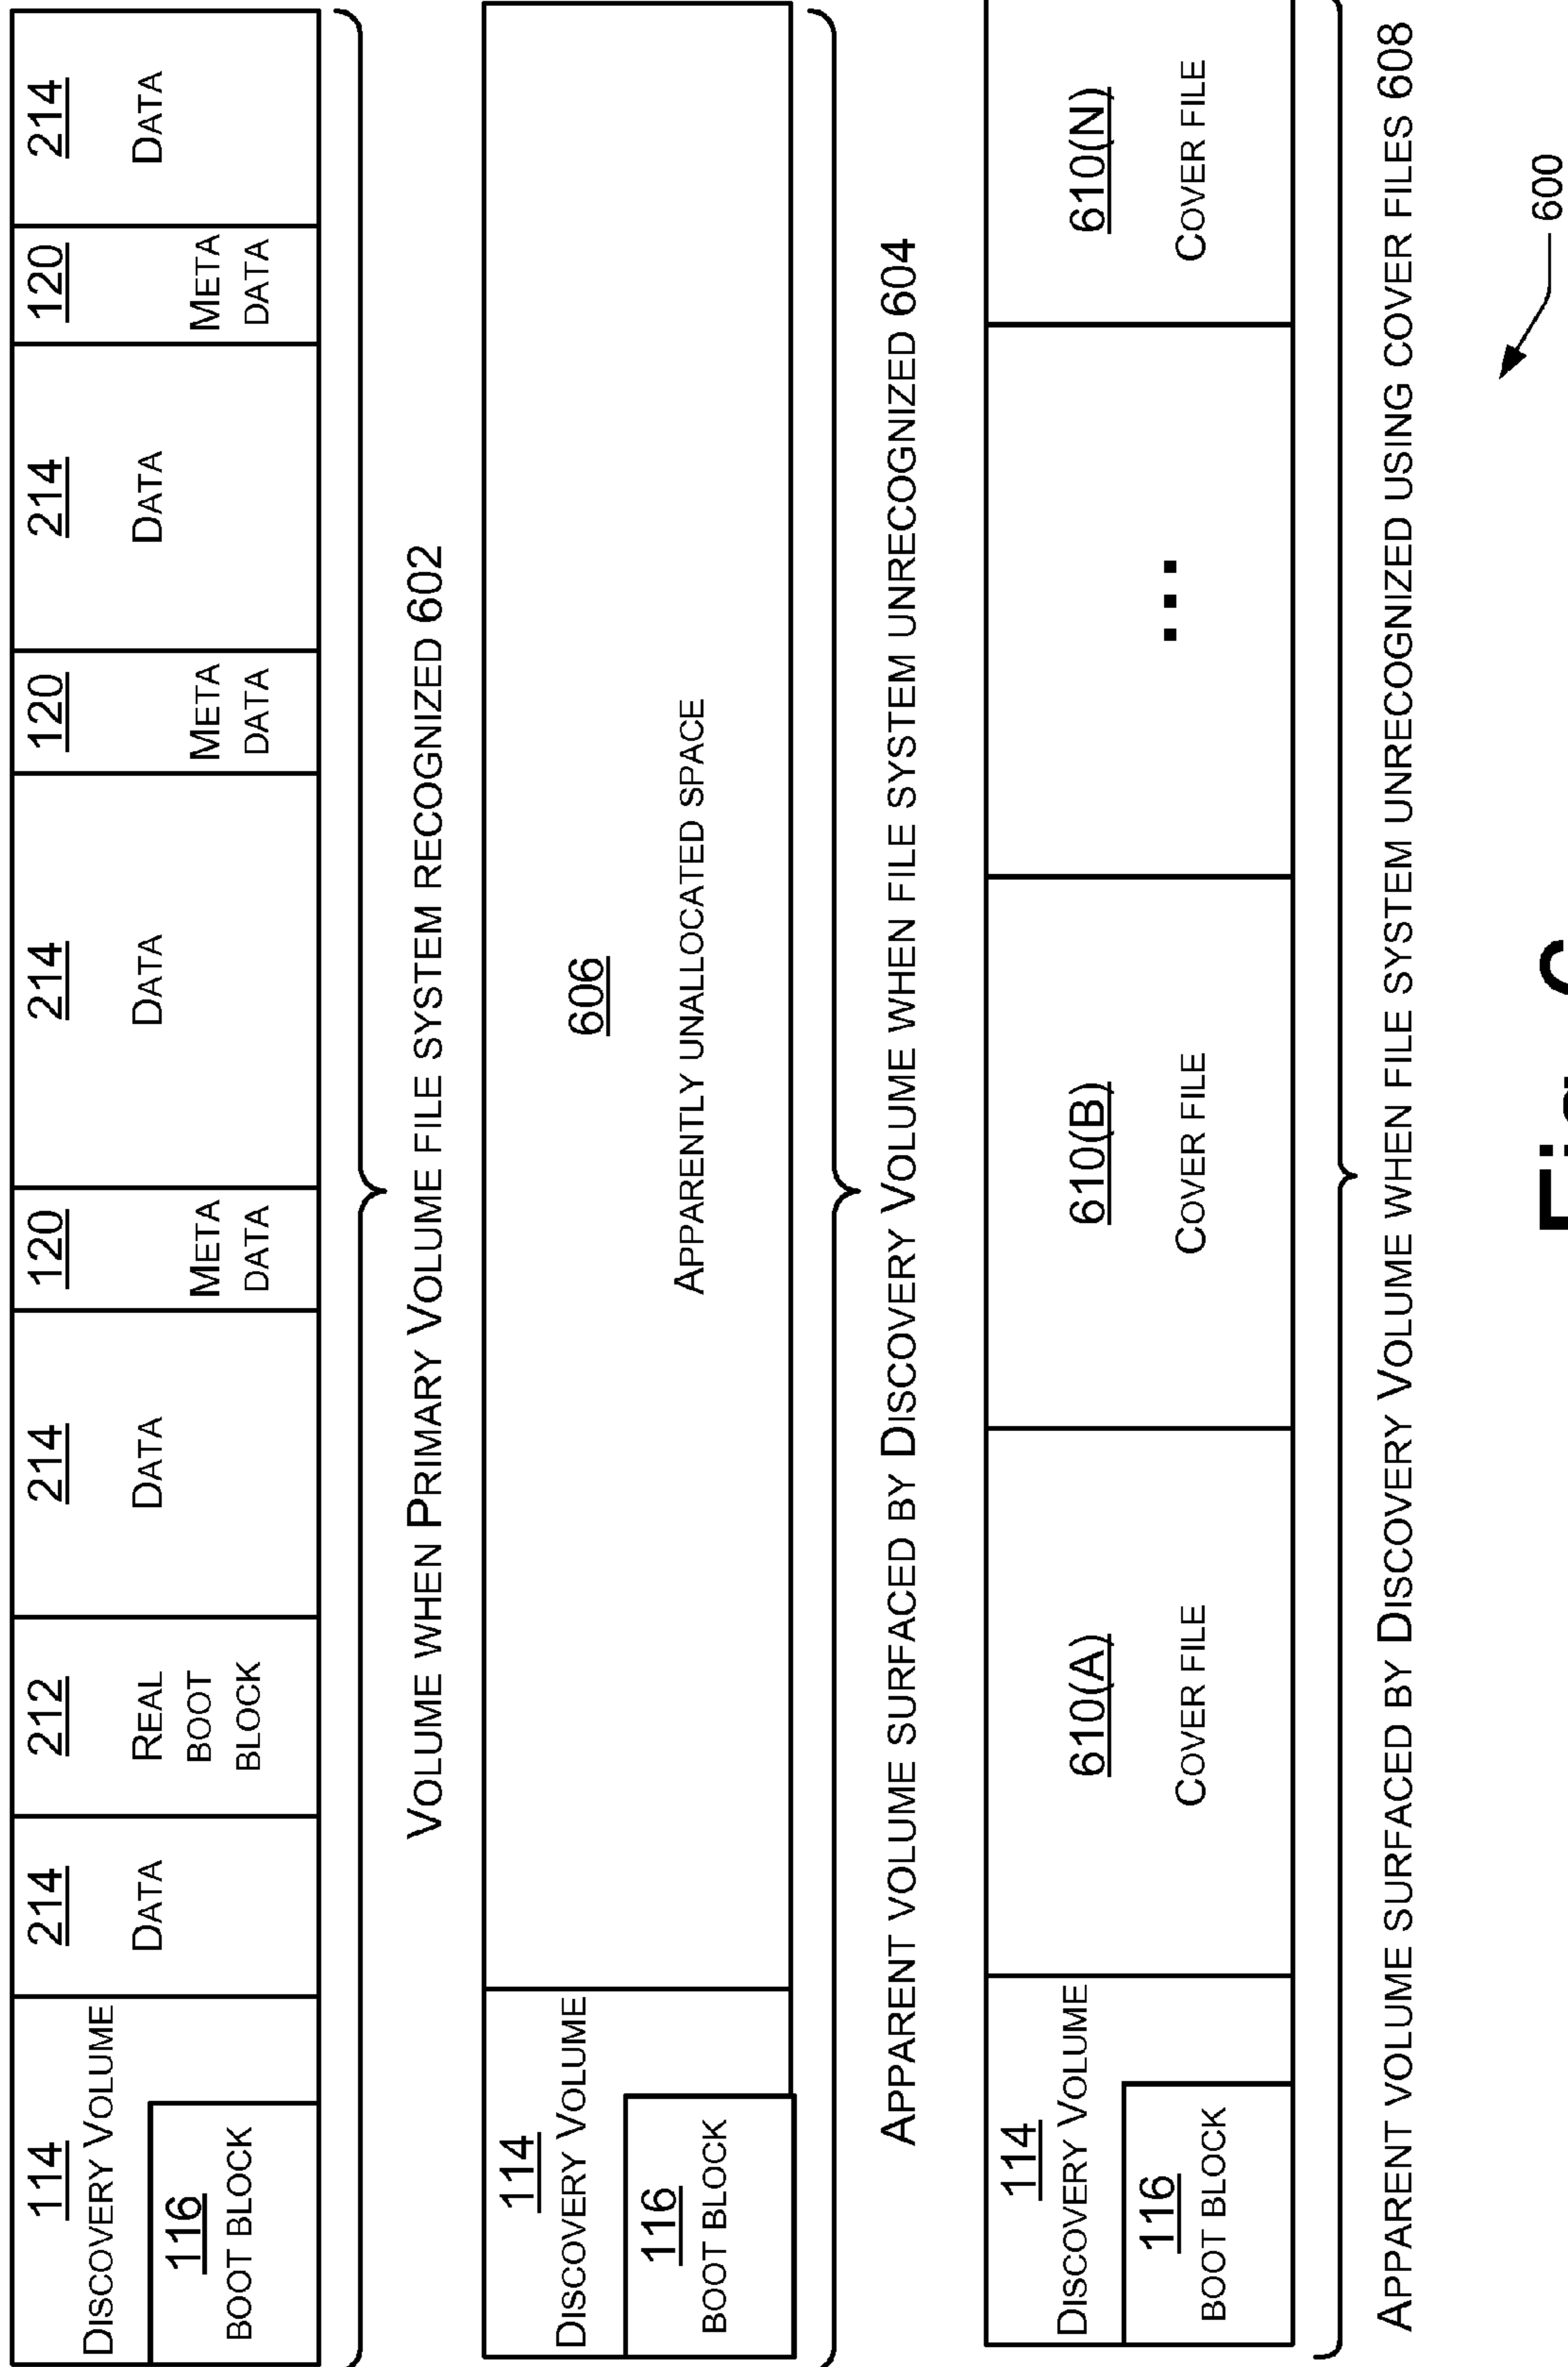 114
DISCOVERY VOLUME
116
BOOT BLOCK
214
DATA
212
REAL
BOOT
BLOCK
214
DATA
120
META
DATA
214
DATA
120
META
DATA
214
DATA
120
META
DATA
214
DATA
VOLUME WHEN PRIMARY VOLUME FILE SYSTEM RECOGNIZED 602
114
DISCOVERY VOLUME
116
BOOT BLOCK
606
APPARENTLY UNALLOCATED SPACE
APPARENT VOLUME SURFACED BY DISCOVERY VOLUME WHEN FILE SYSTEM UNRECOGNIZED 604
114
DISCOVERY VOLUME
116
BOOT BLOCK
610(A)
COVER FILE
610(B)
COVER FILE
...
610(N)
COVER FILE
APPARENT VOLUME SURFACED BY DISCOVERY VOLUME WHEN FILE SYSTEM UNRECOGNIZED USING COVER FILES 608
600